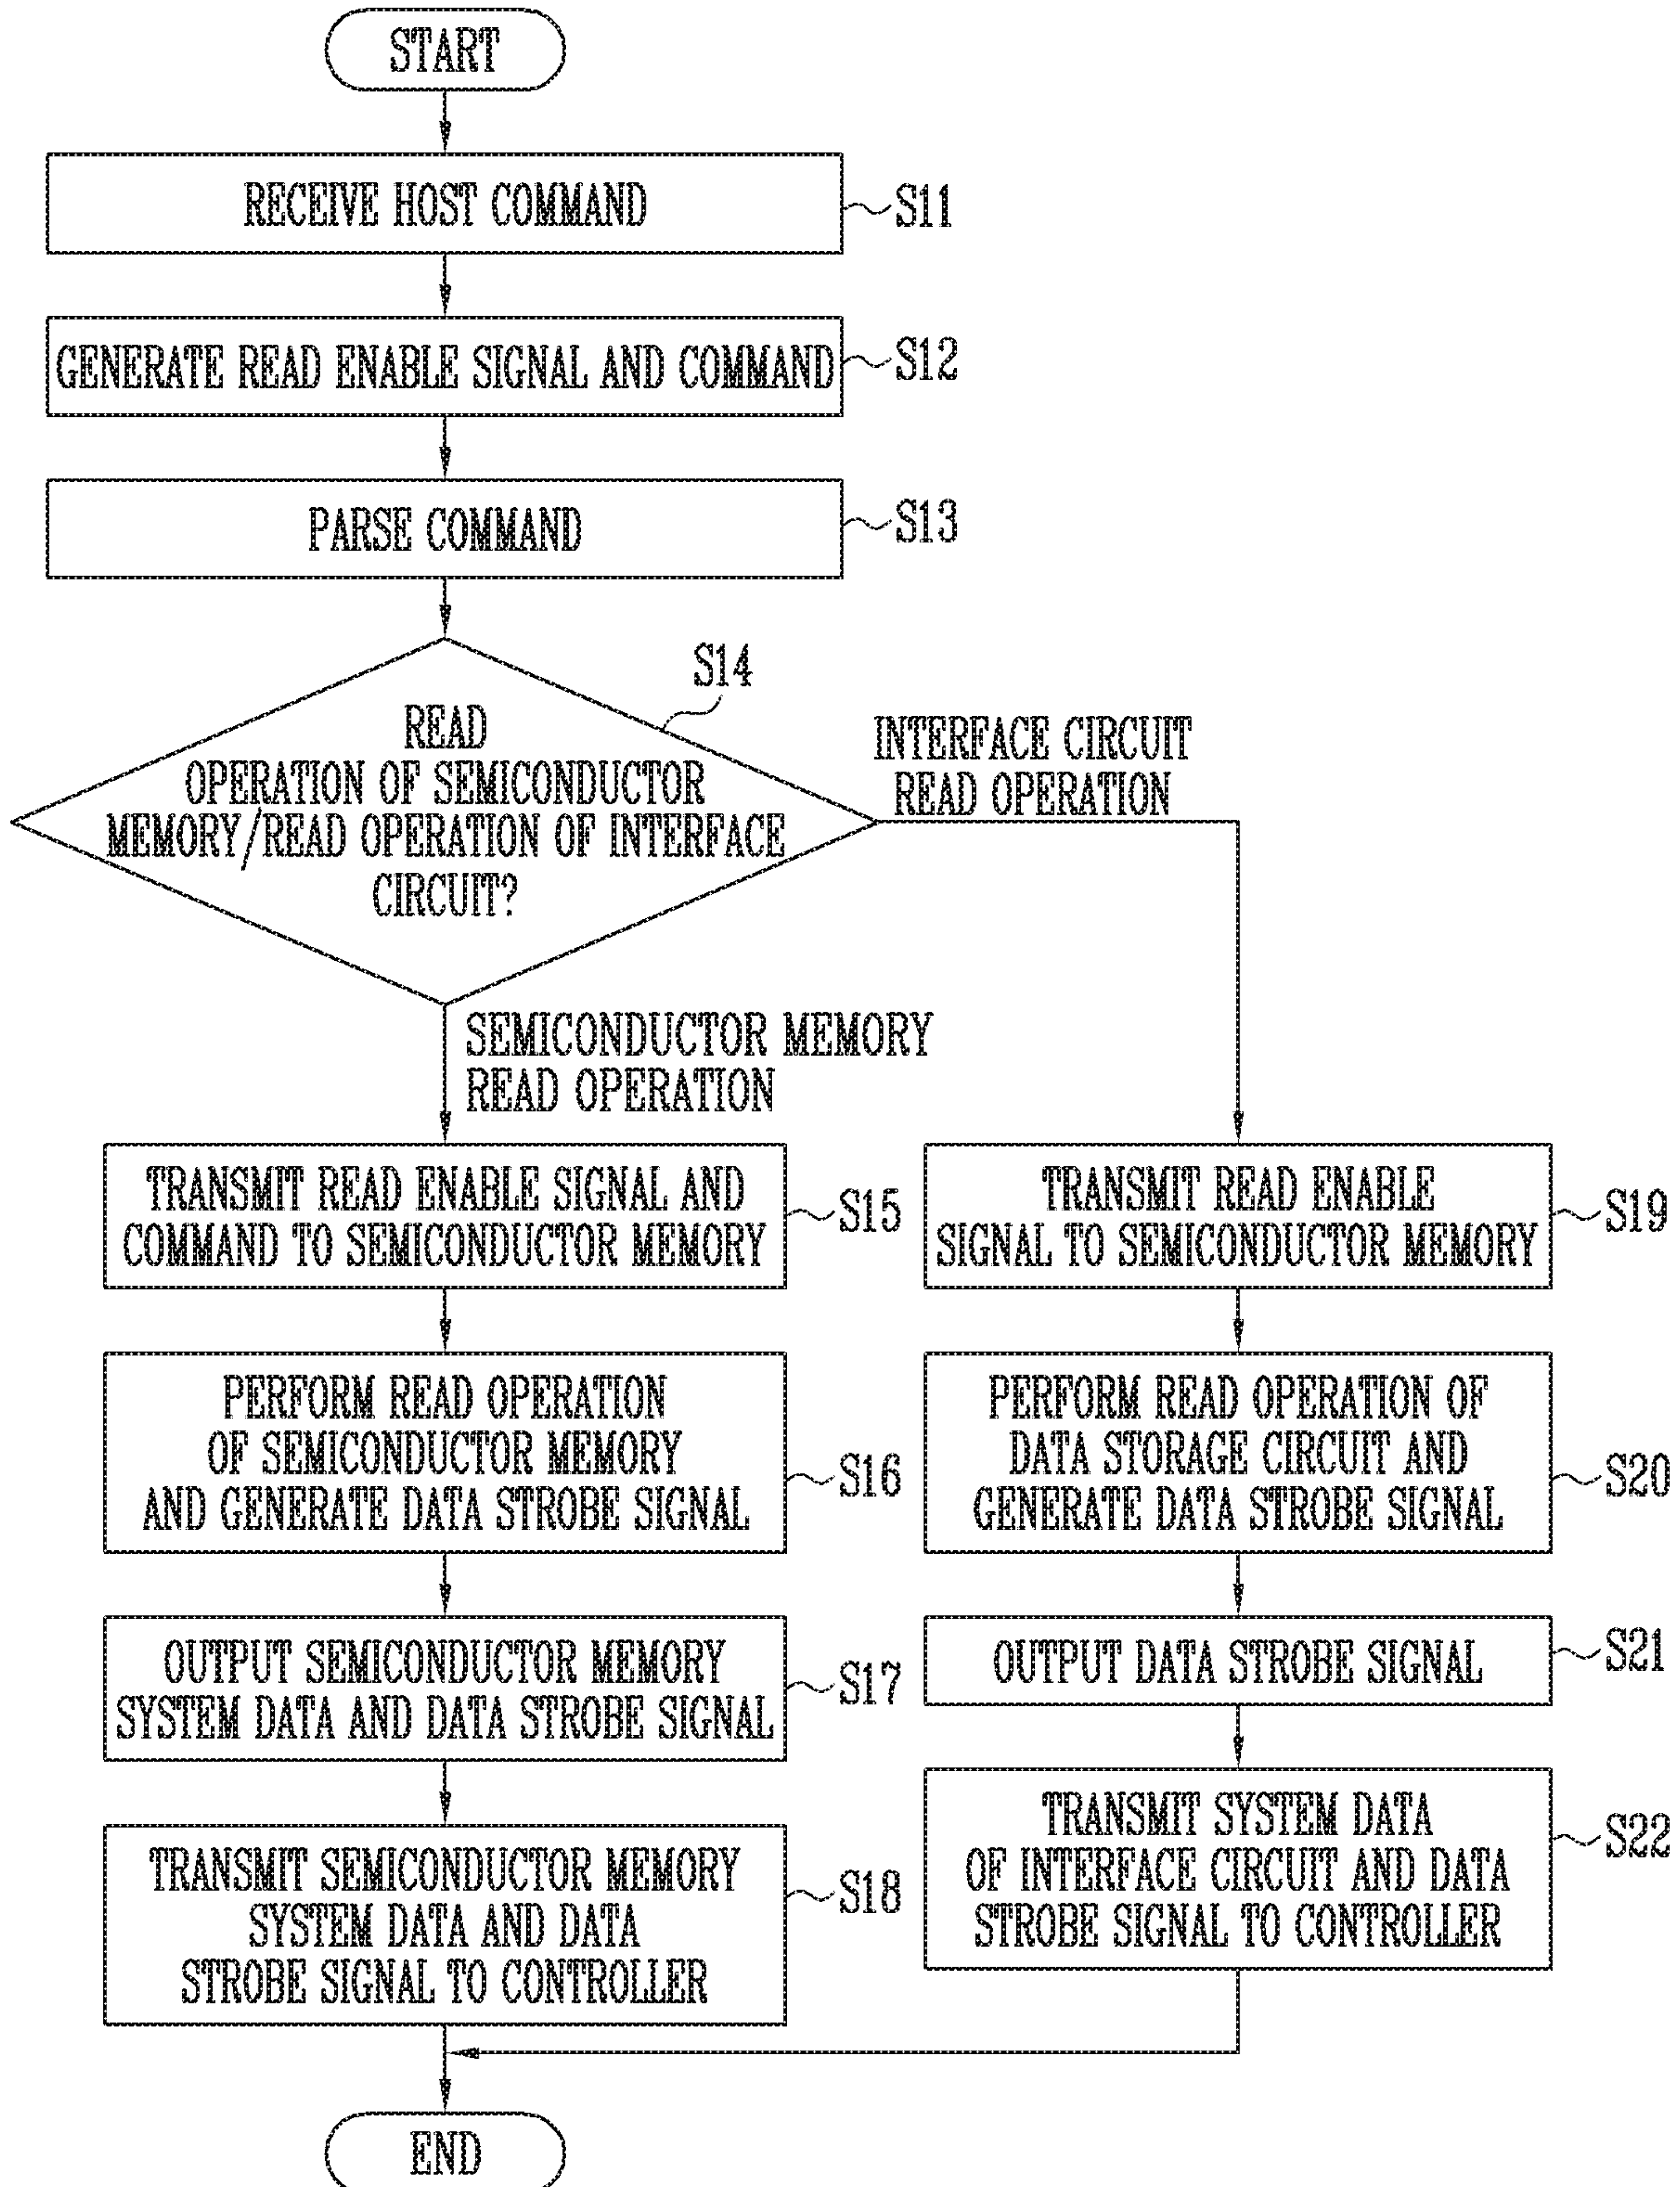 START
RECEIVE HOST COMMAND
S11
GENERATE READ ENABLE SIGNAL AND COMMAND
S12
PARSE COMMAND
S13
S14
READ
OPERATION OF SEMICONDUCTOR
MEMORY/READ OPERATION OF INTERFACE
CIRCUIT?
INTERFACE CIRCUIT
READ OPERATION
SEMICONDUCTOR MEMORY
READ OPERATION
TRANSMIT READ ENABLE SIGNAL AND
COMMAND TO SEMICONDUCTOR MEMORY
S15
PERFORM READ OPERATION
OF SEMICONDUCTOR MEMORY
AND GENERATE DATA STROBE SIGNAL
S16
OUTPUT SEMICONDUCTOR MEMORY
SYSTEM DATA AND DATA STROBE SIGNAL
S17
TRANSMIT SEMICONDUCTOR MEMORY
SYSTEM DATA AND DATA
STROBE SIGNAL TO CONTROLLER
S18
TRANSMIT READ ENABLE
SIGNAL TO SEMICONDUCTOR MEMORY
S19
PERFORM READ OPERATION OF
DATA STORAGE CIRCUIT AND
GENERATE DATA STROBE SIGNAL
S20
OUTPUT DATA STROBE SIGNAL
S21
TRANSMIT SYSTEM DATA
OF INTERFACE CIRCUIT AND DATA
STROBE SIGNAL TO CONTROLLER
S22
END